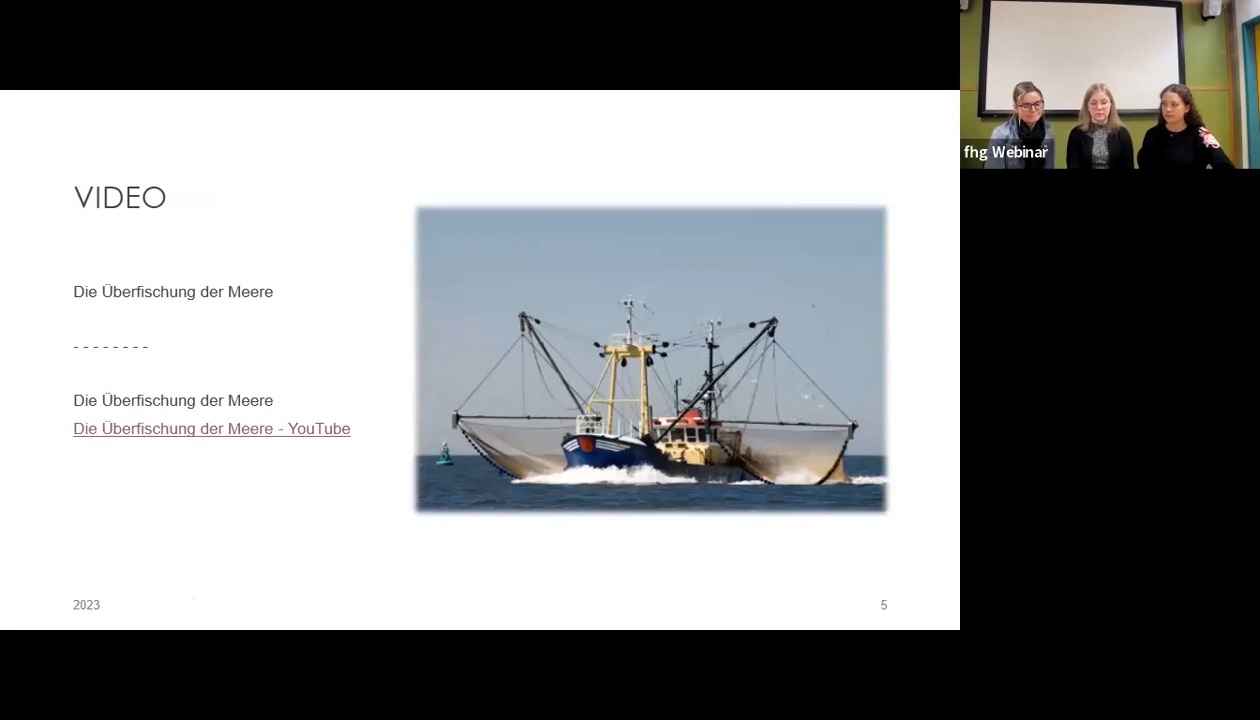 VIDEO
Die Überfischung der Meere
- - - - - - - -
Die Überfischung der Meere
Die Überfischung der Meere - YouTube
2023
5
fhg Webinar